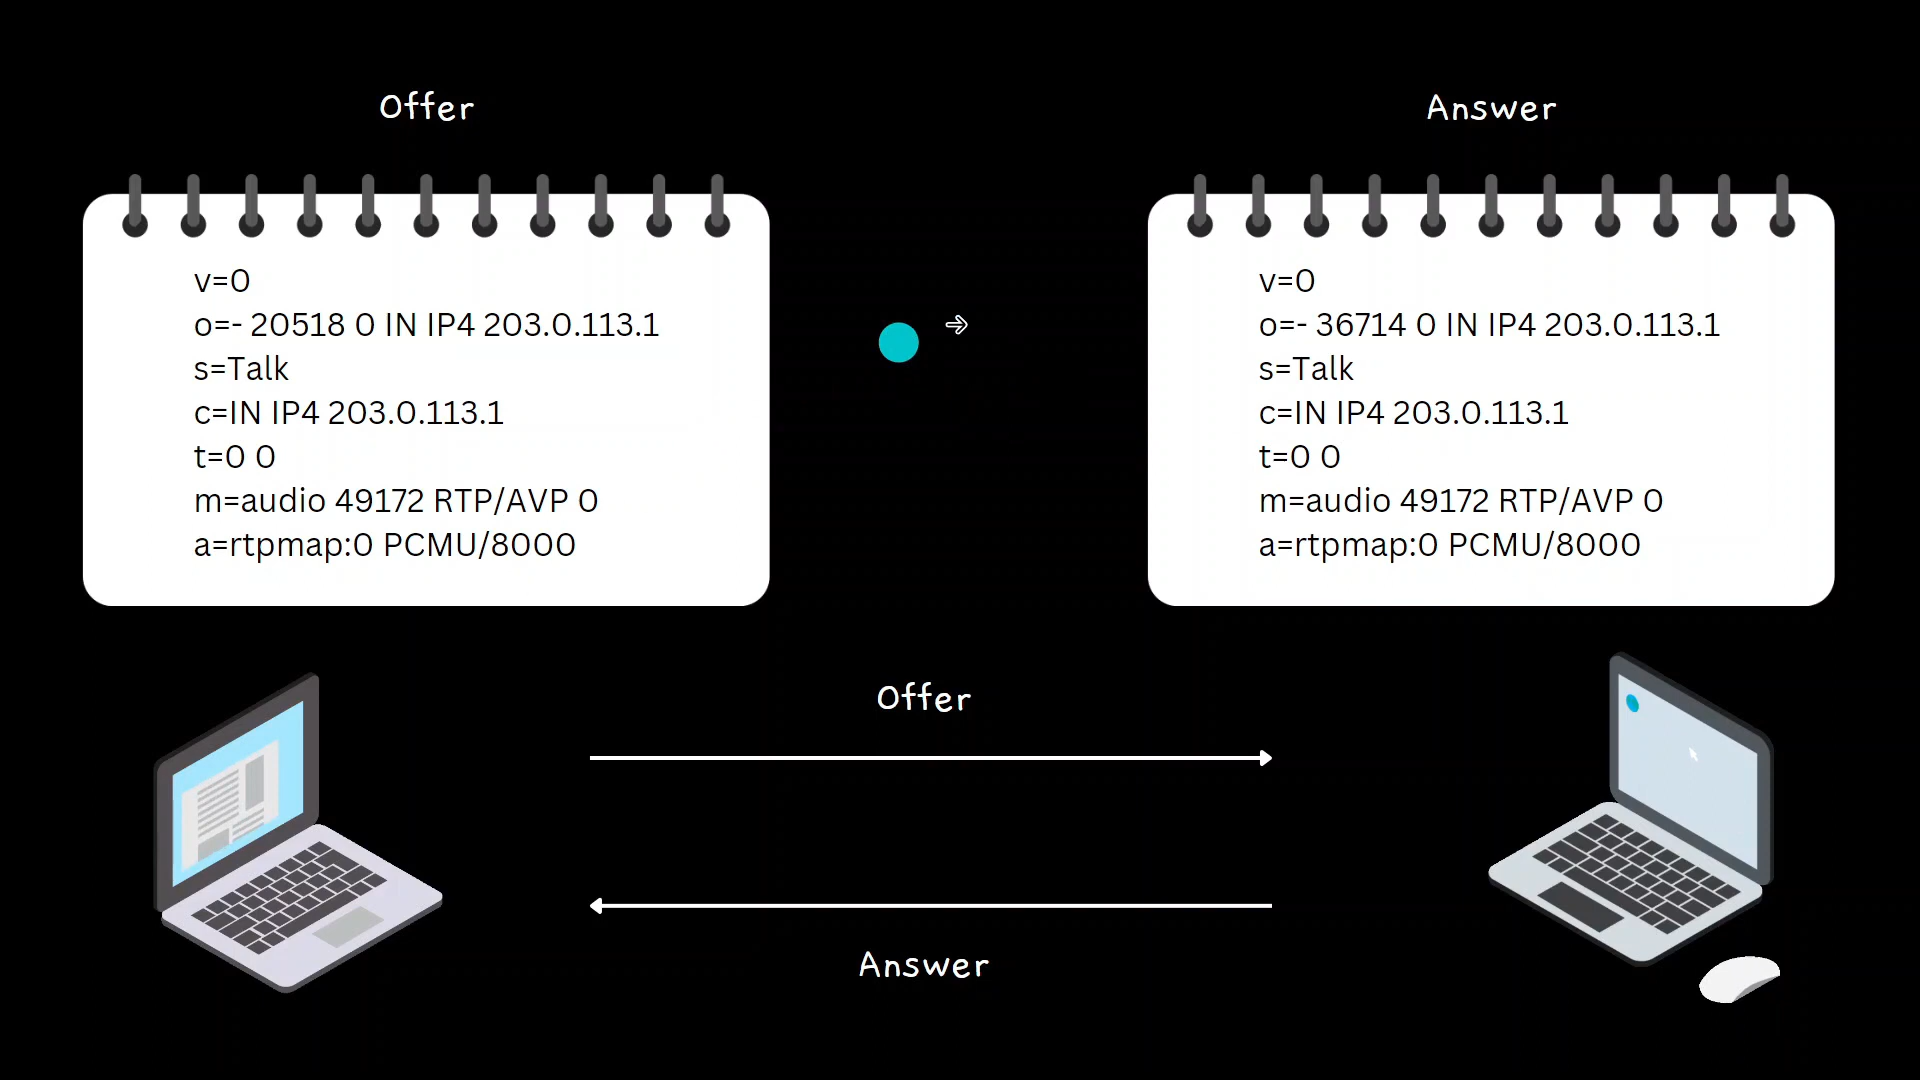 Offer
v=0
o=- 20518 0 IN IP4 203.0.113.1
s=Talk
c=IN IP4 203.0.113.1
t=0 0
m=audio 49172 RTP/AVP 0
a=rtpmap:0 PCMU/8000
Answer
v=0
o=- 36714 0 IN IP4 203.0.113.1
s=Talk
c=IN IP4 203.0.113.1
t=0 0
m=audio 49172 RTP/AVP 0
a=rtpmap:0 PCMU/8000
Offer
Answer